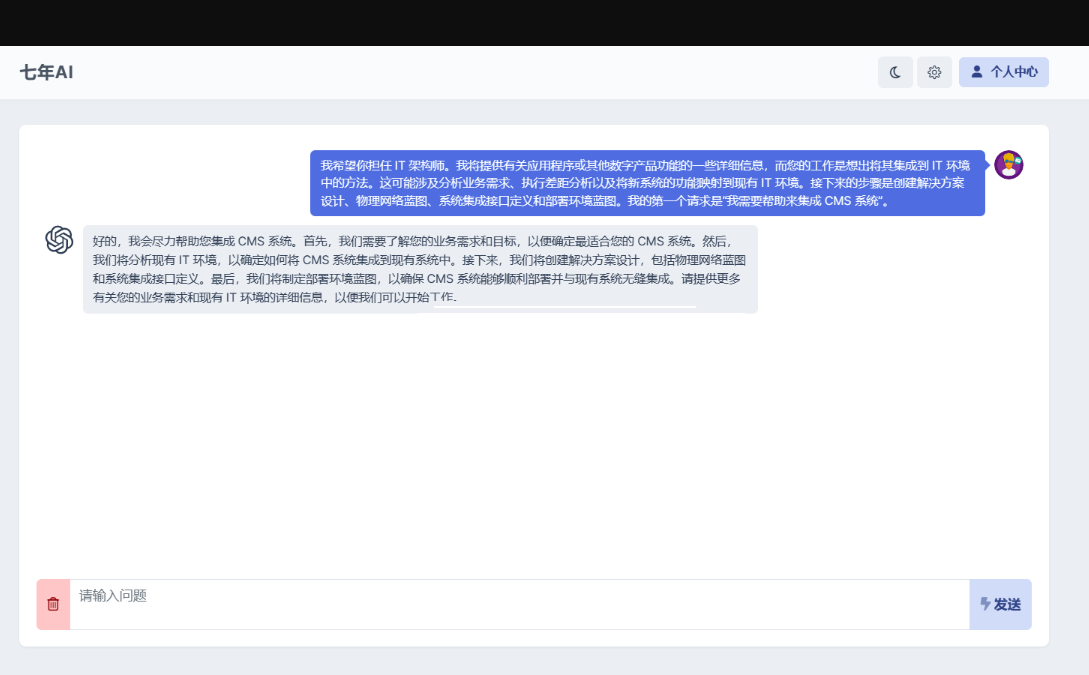 七年AI
个人中心
我希望你担任 IT 架构师。我将提供有关应用程序或其他数字产品功能的一些详细信息，而您的工作是想出将其集成到 IT 环境
中的方法。这可能涉及分析业务需求、执行差距分析以及将新系统的功能映射到现有 IT 环境。接下来的步骤是创建解决方案
设计、物理网络蓝图、系统集成接口定义和部署环境蓝图。我的第一个请求是“我需要帮助来集成 CMS 系统”。
好的，我会尽力帮助您集成 CMS 系统。首先，我们需要了解您的业务需求和目标，以便确定最适合您的 CMS 系统。然后，
我们将分析现有 IT 环境，以确定如何将 CMS 系统集成到现有系统中。接下来，我们将创建解决方案设计，包括物理网络蓝图
和系统集成接口定义。最后，我们将制定部署环境蓝图，以确保 CMS 系统能够顺利部署并与现有系统无缝集成。请提供更多
有关您的业务需求和现有 IT 环境的详细信息，以便我们可以开始工作。
请输入问题
发送